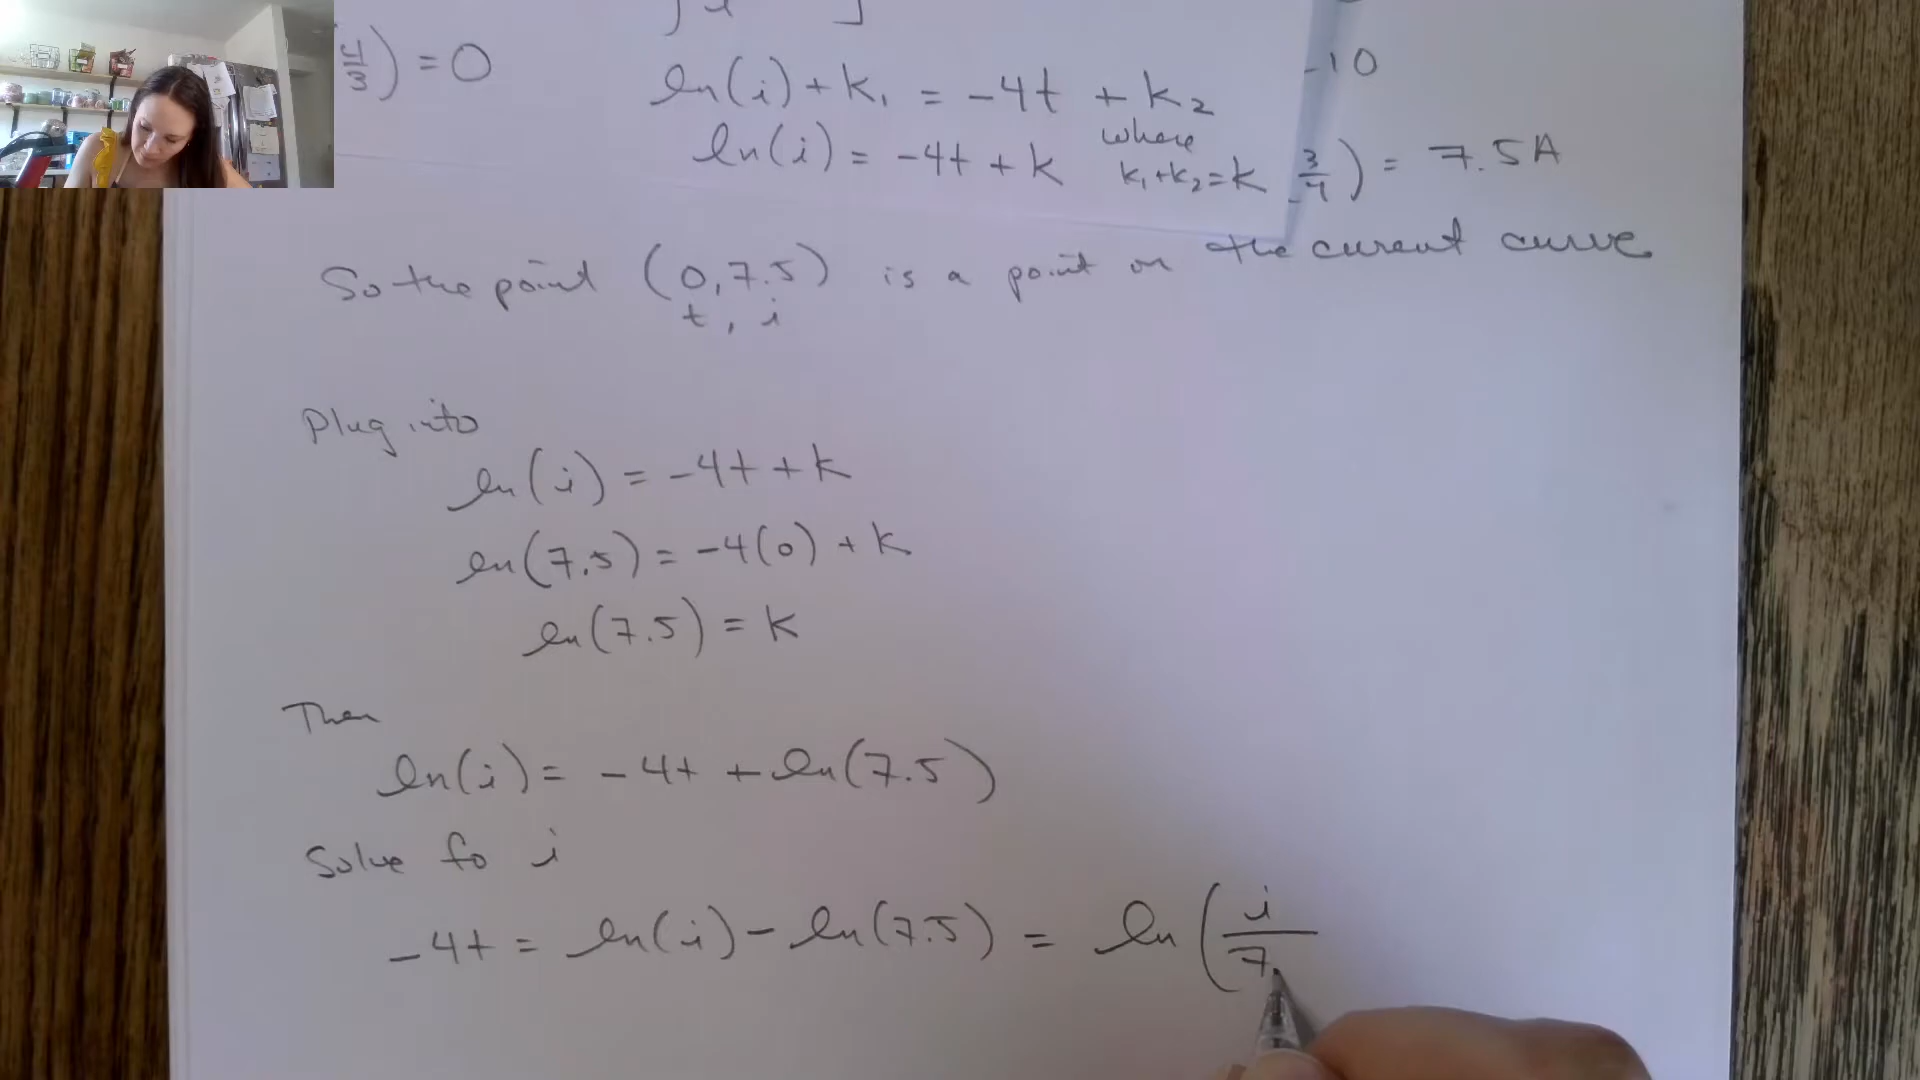 4/3) = 0
ln(i) + k₁ = -4t + k₂
-10
where
ln(i) = -4t + k
k₁+k₂=k
3/4) = 7.5A
So the point (0, 7.5) is a point on the curent curve
t, i
Plug into
ln(i) = -4t + k
ln(7.5) = -4(0) + k
ln(7.5) = k
Then
ln(i) = -4t + ln(7.5)
Solve fo i
-4t = ln(i) - ln(7.5) = ln(i/7.